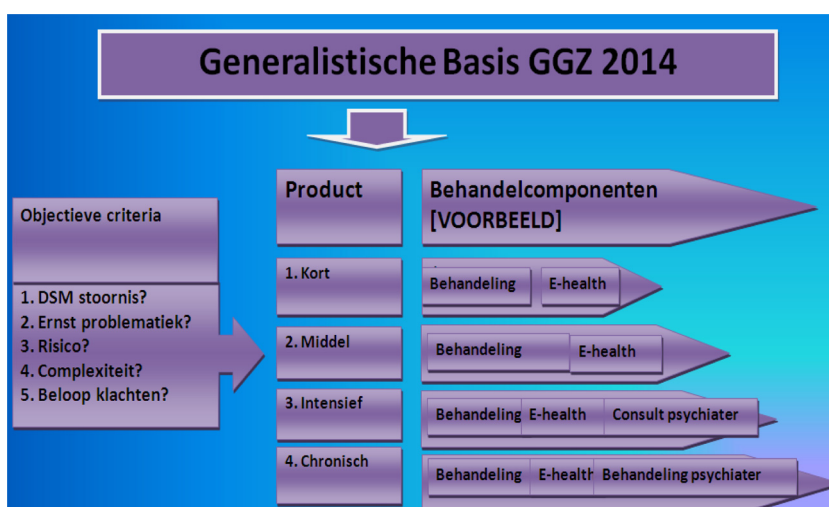 Generalistische Basis GGZ 2014
Objectieve criteria
1. DSM stoornis?
2. Ernst problematiek?
3. Risico?
4. Complexiteit?
5. Beloop klachten?
Product
Behandelcomponenten
[VOORBEELD]
1. Kort
Behandeling E-health
2. Middel
Behandeling E-health
3. Intensief
Behandeling E-health Consult psychiater
4. Chronisch
Behandeling E-health Behandeling psychiater